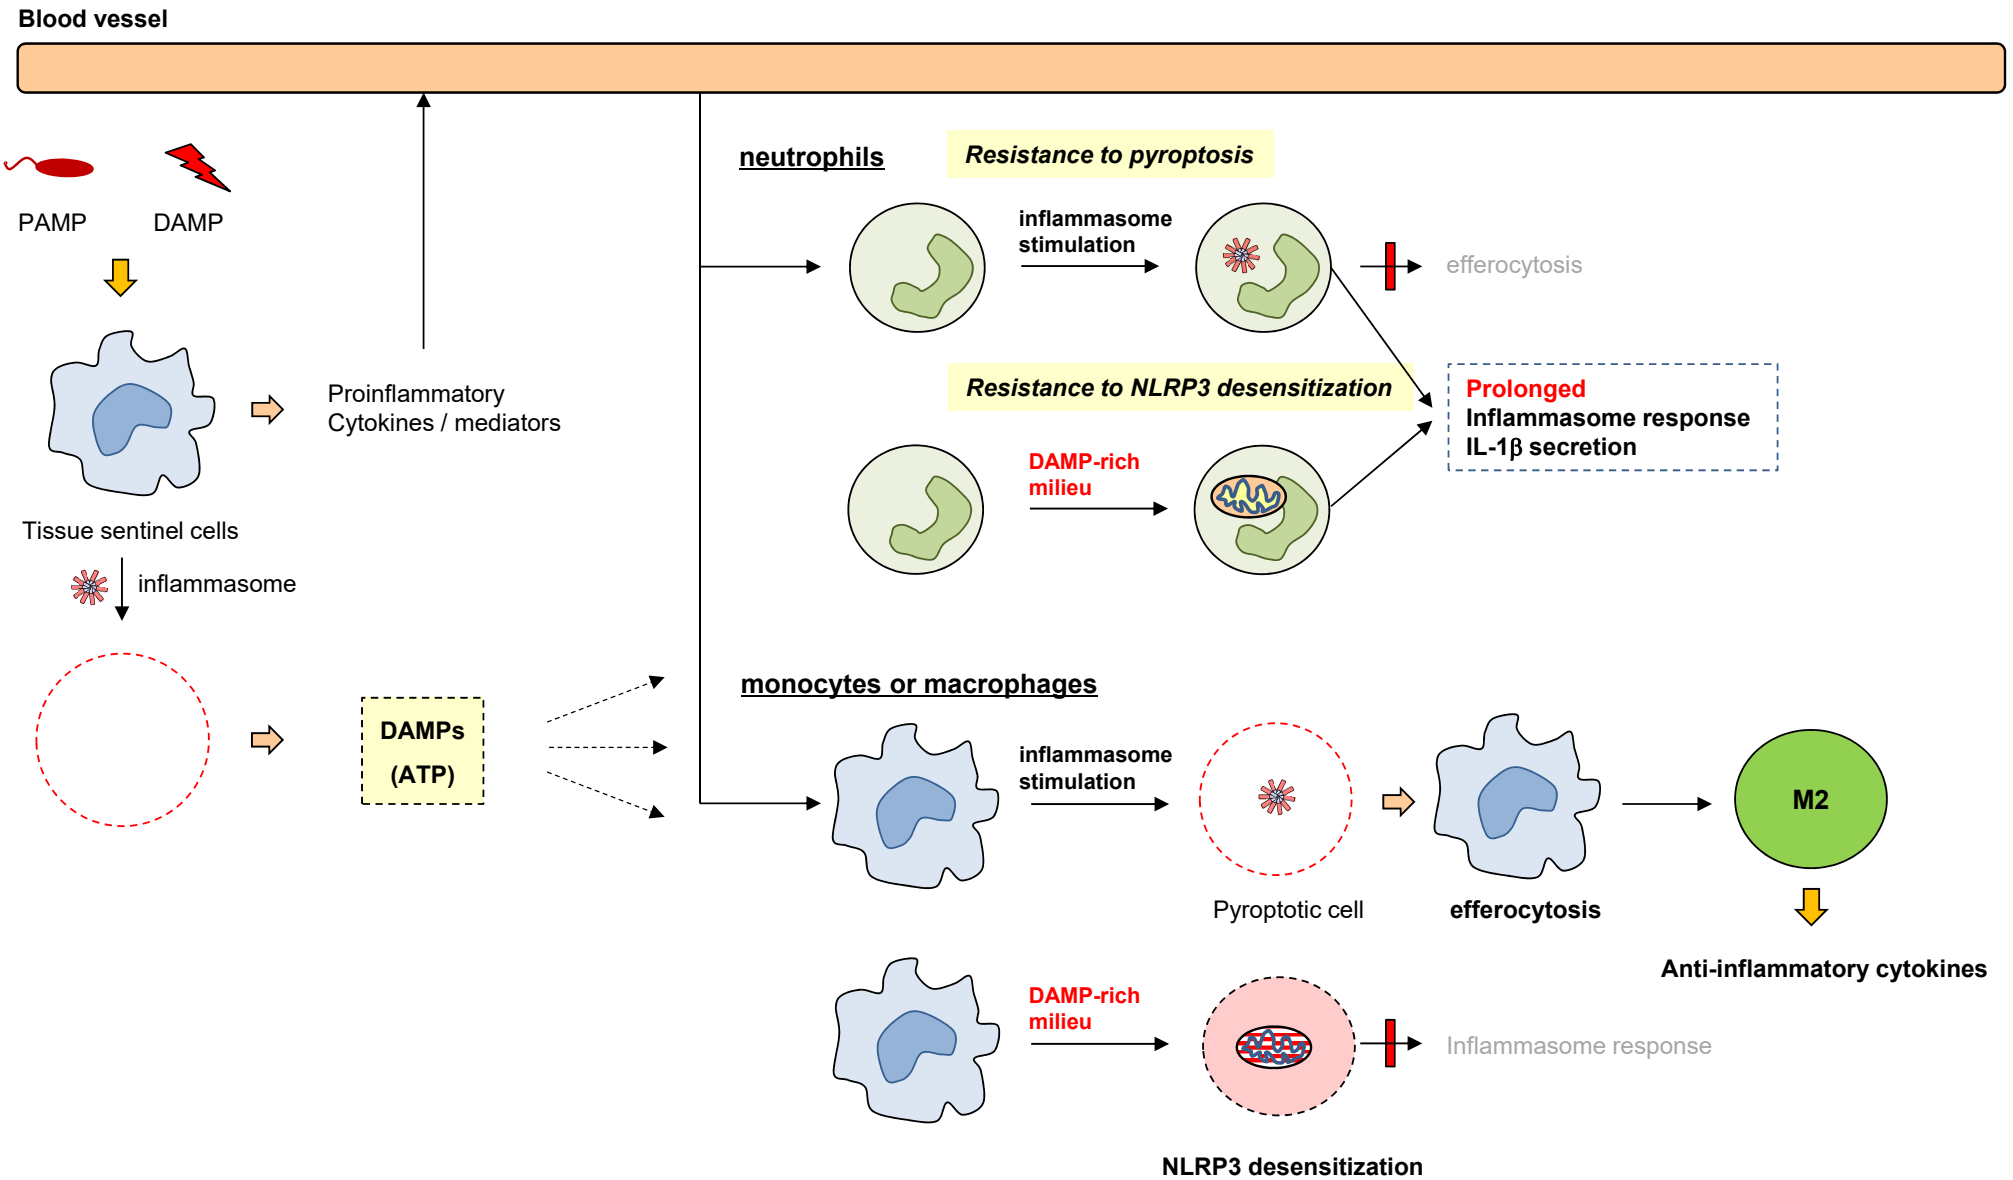 Blood vessel
PAMP
DAMP
Tissue sentinel cells
inflammasome
Proinflammatory
Cytokines / mediators
DAMPs
(ATP)
neutrophils
Resistance to pyroptosis
inflammasome
stimulation
efferocytosis
Resistance to NLRP3 desensitization
DAMP-rich
milieu
Prolonged
Inflammasome response
IL-1β secretion
monocytes or macrophages
inflammasome
stimulation
Pyroptotic cell
efferocytosis
M2
Anti-inflammatory cytokines
DAMP-rich
milieu
Inflammasome response
NLRP3 desensitization